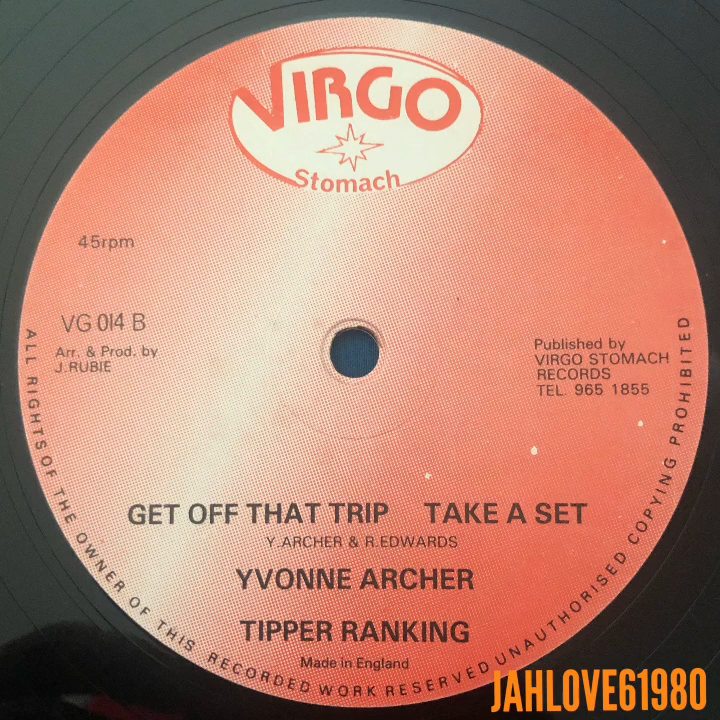 VIRGO
Stomach
45rpm
VG 014 B
Arr. & Prod. by
J.RUBIE
Published by
VIRGO STOMACH
RECORDS
TEL. 965 1855
GET OFF THAT TRIP TAKE A SET
Y.ARCHER & R.EDWARDS
YVONNE ARCHER
TIPPER RANKING
Made in England
ALL RIGHTS OF THE OWNER OF THIS RECORDED WORK RESERVED UNAUTHORISED COPYING PROHIBITED
JAHLOVE61980